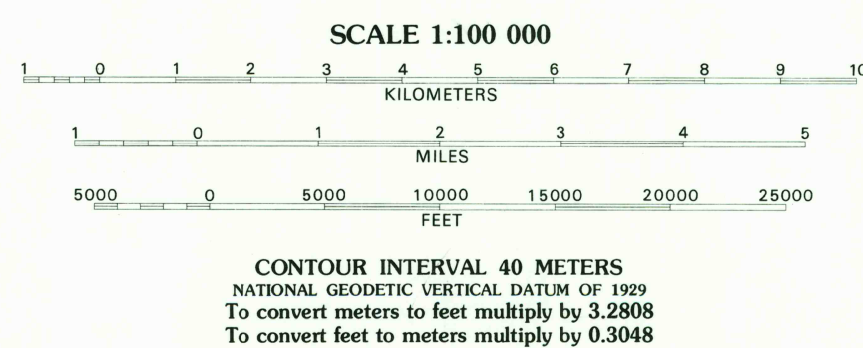 SCALE 1:100 000
1 0 1 2 3 4 5 6 7 8 9 10
KILOMETERS
1 0 1 2 3 4 5
MILES
5000 0 5000 10000 15000 20000 25000
FEET
CONTOUR INTERVAL 40 METERS
NATIONAL GEODETIC VERTICAL DATUM OF 1929
To convert meters to feet multiply by 3.2808
To convert feet to meters multiply by 0.3048